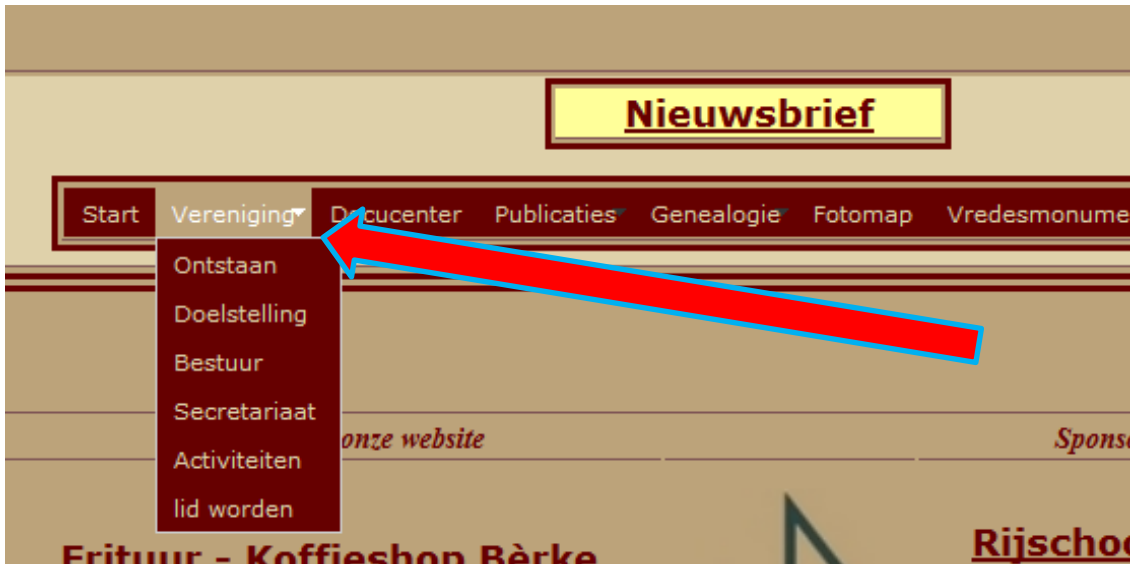 Nieuwsbrief
Start Vereniging Docucenter Publicaties Genealogie Fotomap Vredesmonume
Ontstaan
Doelstelling
Bestuur
Secretariaat
Activiteiten
lid worden
onze website
Sponso
Frituur - Koffieshop Bèrke
Rijschoo